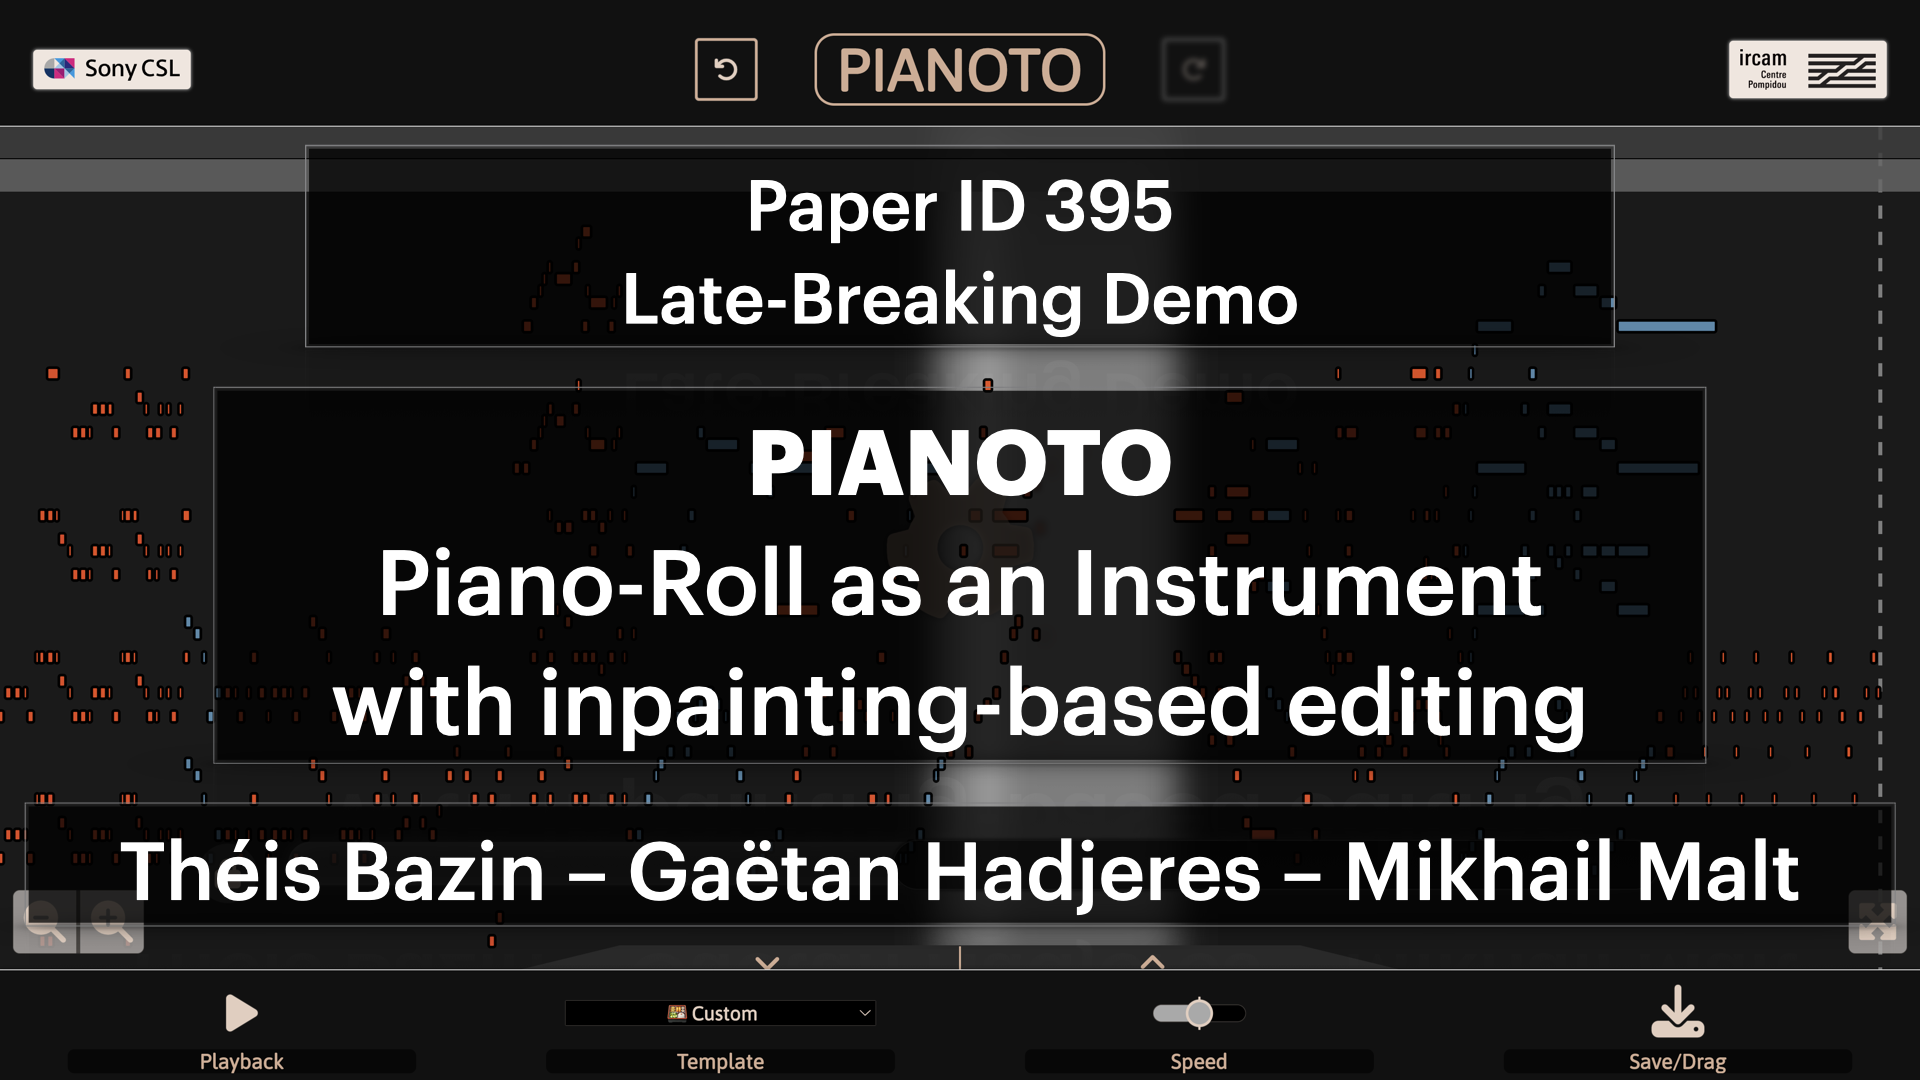 Sony CSL
PIANOTO
ircam
Centre
Pompidou
Paper ID 395
Late-Breaking Demo
PIANOTO
Piano-Roll as an Instrument
with inpainting-based editing
Théis Bazin – Gaëtan Hadjeres – Mikhail Malt
Custom
Playback
Template
Speed
Save/Drag